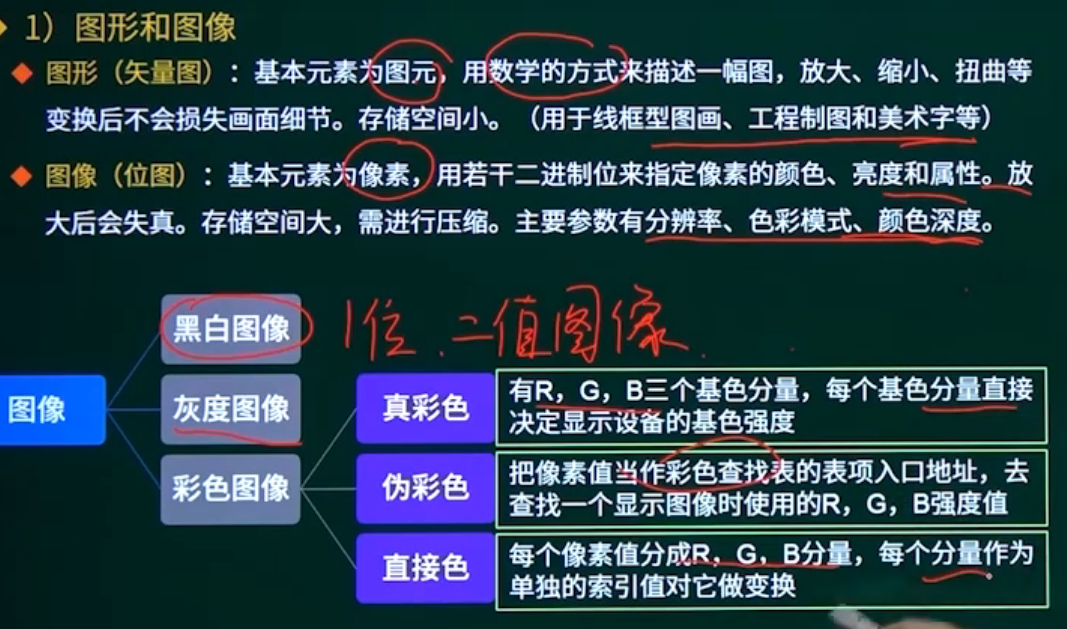 1）图形和图像
图形（矢量图）：基本元素为图元，用数学的方式来描述一幅图，放大、缩小、扭曲等
变换后不会损失画面细节。存储空间小。（用于线框型图画、工程制图和美术字等）
图像（位图）：基本元素为像素，用若干二进制位来指定像素的颜色、亮度和属性。放
大后会失真。存储空间大，需进行压缩。主要参数有分辨率、色彩模式、颜色深度。
黑白图像
1位、二值图像.
图像
灰度图像
彩色图像
真彩色
有R，G，B三个基色分量，每个基色分量直接
决定显示设备的基色强度
伪彩色
把像素值当作彩色查找表的表项入口地址，去
查找一个显示图像时使用的R，G，B强度值
直接色
每个像素值分成R，G，B分量，每个分量作为
单独的索引值对它做变换